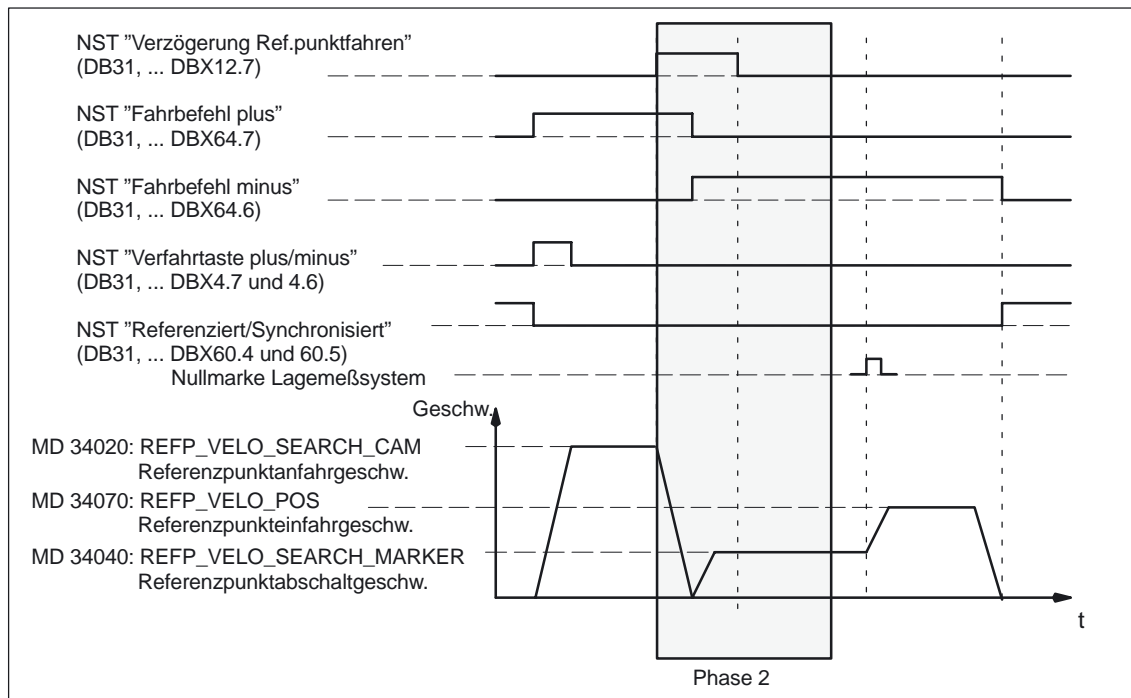 NST ”Verzögerung Ref.punktfahren”
(DB31, ... DBX12.7)
NST ”Fahrbefehl plus”
(DB31, ... DBX64.7)
NST ”Fahrbefehl minus”
(DB31, ... DBX64.6)
NST ”Verfahrtaste plus/minus”
(DB31, ... DBX4.7 und 4.6)
NST ”Referenziert/Synchronisiert”
(DB31, ... DBX60.4 und 60.5)
Nullmarke Lagemeßsystem
Geschw.
MD 34020: REFP_VELO_SEARCH_CAM
Referenzpunktanfahrgeschw.
MD 34070: REFP_VELO_POS
Referenzpunkteinfahrgeschw.
MD 34040: REFP_VELO_SEARCH_MARKER
Referenzpunktabschaltgeschw.
t
Phase 2